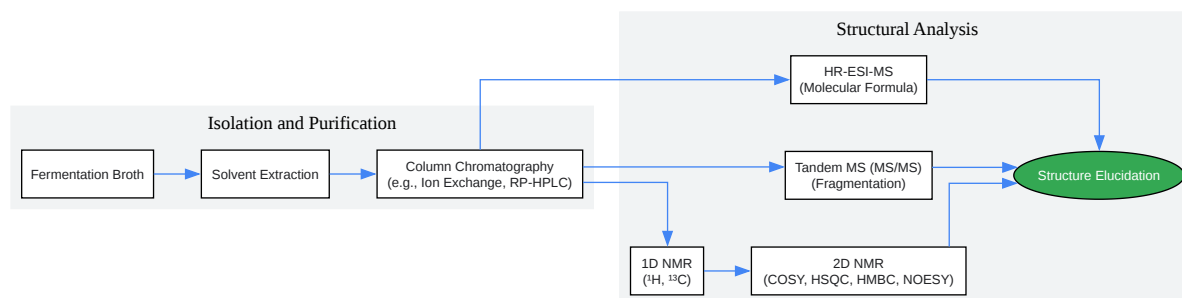 Structural Analysis
HR-ESI-MS
(Molecular Formula)
Isolation and Purification
Fermentation Broth
Solvent Extraction
Column Chromatography
(e.g., Ion Exchange, RP-HPLC)
Tandem MS (MS/MS)
(Fragmentation)
Structure Elucidation
1D NMR
(¹H, ¹³C)
2D NMR
(COSY, HSQC, HMBC, NOESY)